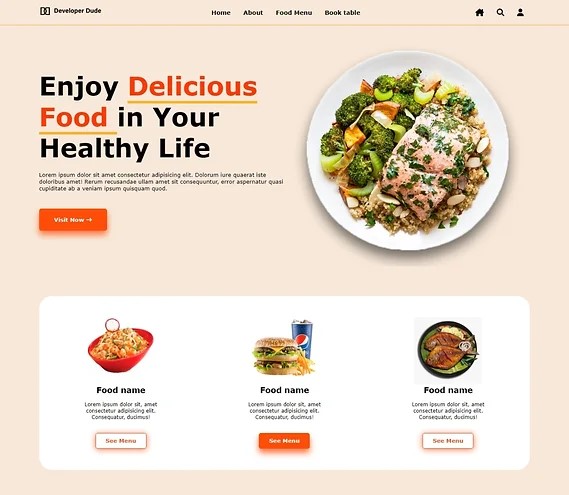 Developer Dude
Home About Food Menu Book table
Enjoy Delicious
Food in Your
Healthy Life
Lorem ipsum dolor sit amet consectetur adipisicing elit. Dolorum iure quaerat iste
doloribus amet! Rerum recusandae ullam amet sit consequuntur, error aspernatur quasi
cupiditate ab a veniam ipsum quisquam quod.
Visit Now →
pepsi
Food name
Lorem ipsum dolor sit, amet
consectetur adipisicing elit.
Consequatur, ducimus!
See Menu
Food name
Lorem ipsum dolor sit, amet
consectetur adipisicing elit.
Consequatur, ducimus!
See Menu
Food name
Lorem ipsum dolor sit, amet
consectetur adipisicing elit.
Consequatur, ducimus!
See Menu